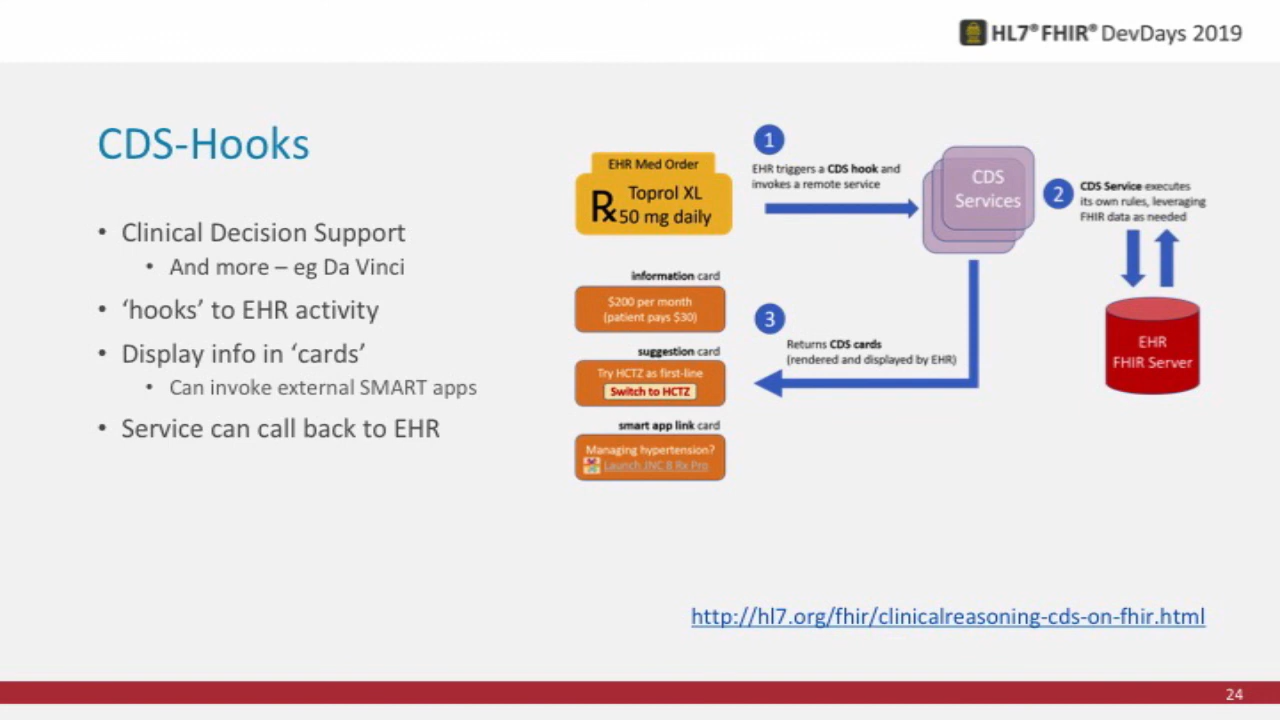 HL7® FHIR® DevDays 2019
CDS-Hooks
• Clinical Decision Support
• And more – eg Da Vinci
• ‘hooks’ to EHR activity
• Display info in ‘cards’
• Can invoke external SMART apps
• Service can call back to EHR
EHR Med Order
Rx Toprol XL
50 mg daily
1
EHR triggers a CDS hook and
invokes a remote service
CDS
Services
2
CDS Service executes
its own rules, leveraging
FHIR data as needed
EHR
FHIR Server
3
Returns CDS cards
(rendered and displayed by EHR)
information card
$200 per month
(patient pays $30)
suggestion card
Try HCTZ as first-line
Switch to HCTZ
smart app link card
Managing hypertension?
Launch JNC 8 Rx Pro
http://hl7.org/fhir/clinicalreasoning-cds-on-fhir.html
24